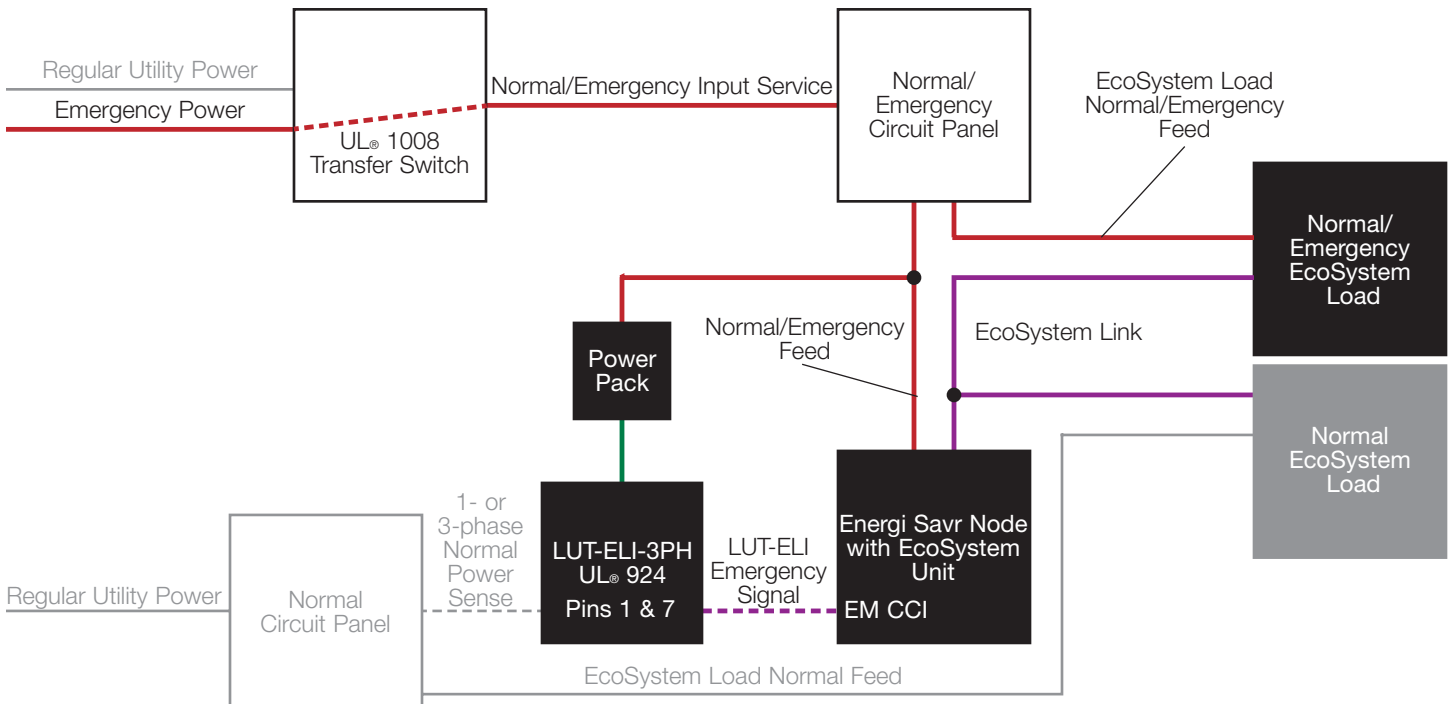 Regular Utility Power
Emergency Power
UL® 1008
Transfer Switch
Normal/Emergency Input Service
Normal/
Emergency
Circuit Panel
EcoSystem Load
Normal/Emergency
Feed
Normal/
Emergency
EcoSystem
Load
Power
Pack
Normal/Emergency
Feed
EcoSystem Link
Normal
EcoSystem
Load
Regular Utility Power
Normal
Circuit Panel
1- or
3-phase
Normal
Power
Sense
LUT-ELI-3PH
UL® 924
Pins 1 & 7
LUT-ELI
Emergency
Signal
Energi Savr Node
with EcoSystem
Unit
EM CCI
EcoSystem Load Normal Feed